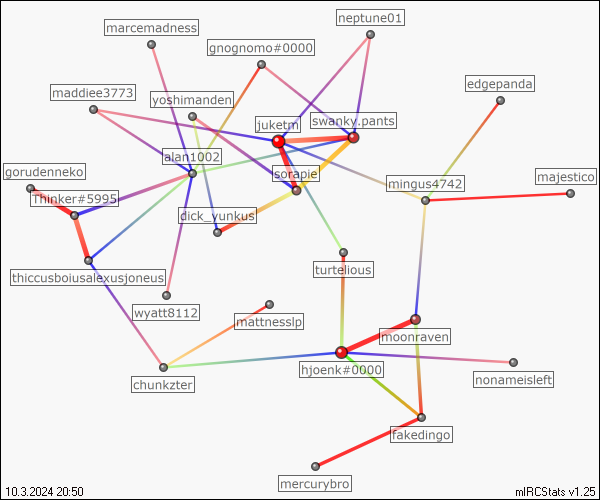 neptune01
marcemadness
gnognomo#0000
edgepanda
maddiee3773
yoshimanden
juketm
swanky.pants
alan1002
gorudenneko
sorapiel
mingus4742
majestico
Thinker#5995
dick_yunkus
thiccusboiusalexusjoneus
turtelious
wyatt8112
mattnesslp
moonraven
chunkzter
hjoenk#0000
nonameisleft
fakedingo
mercurybro
10.3.2024 20:50
mIRCStats v1.25